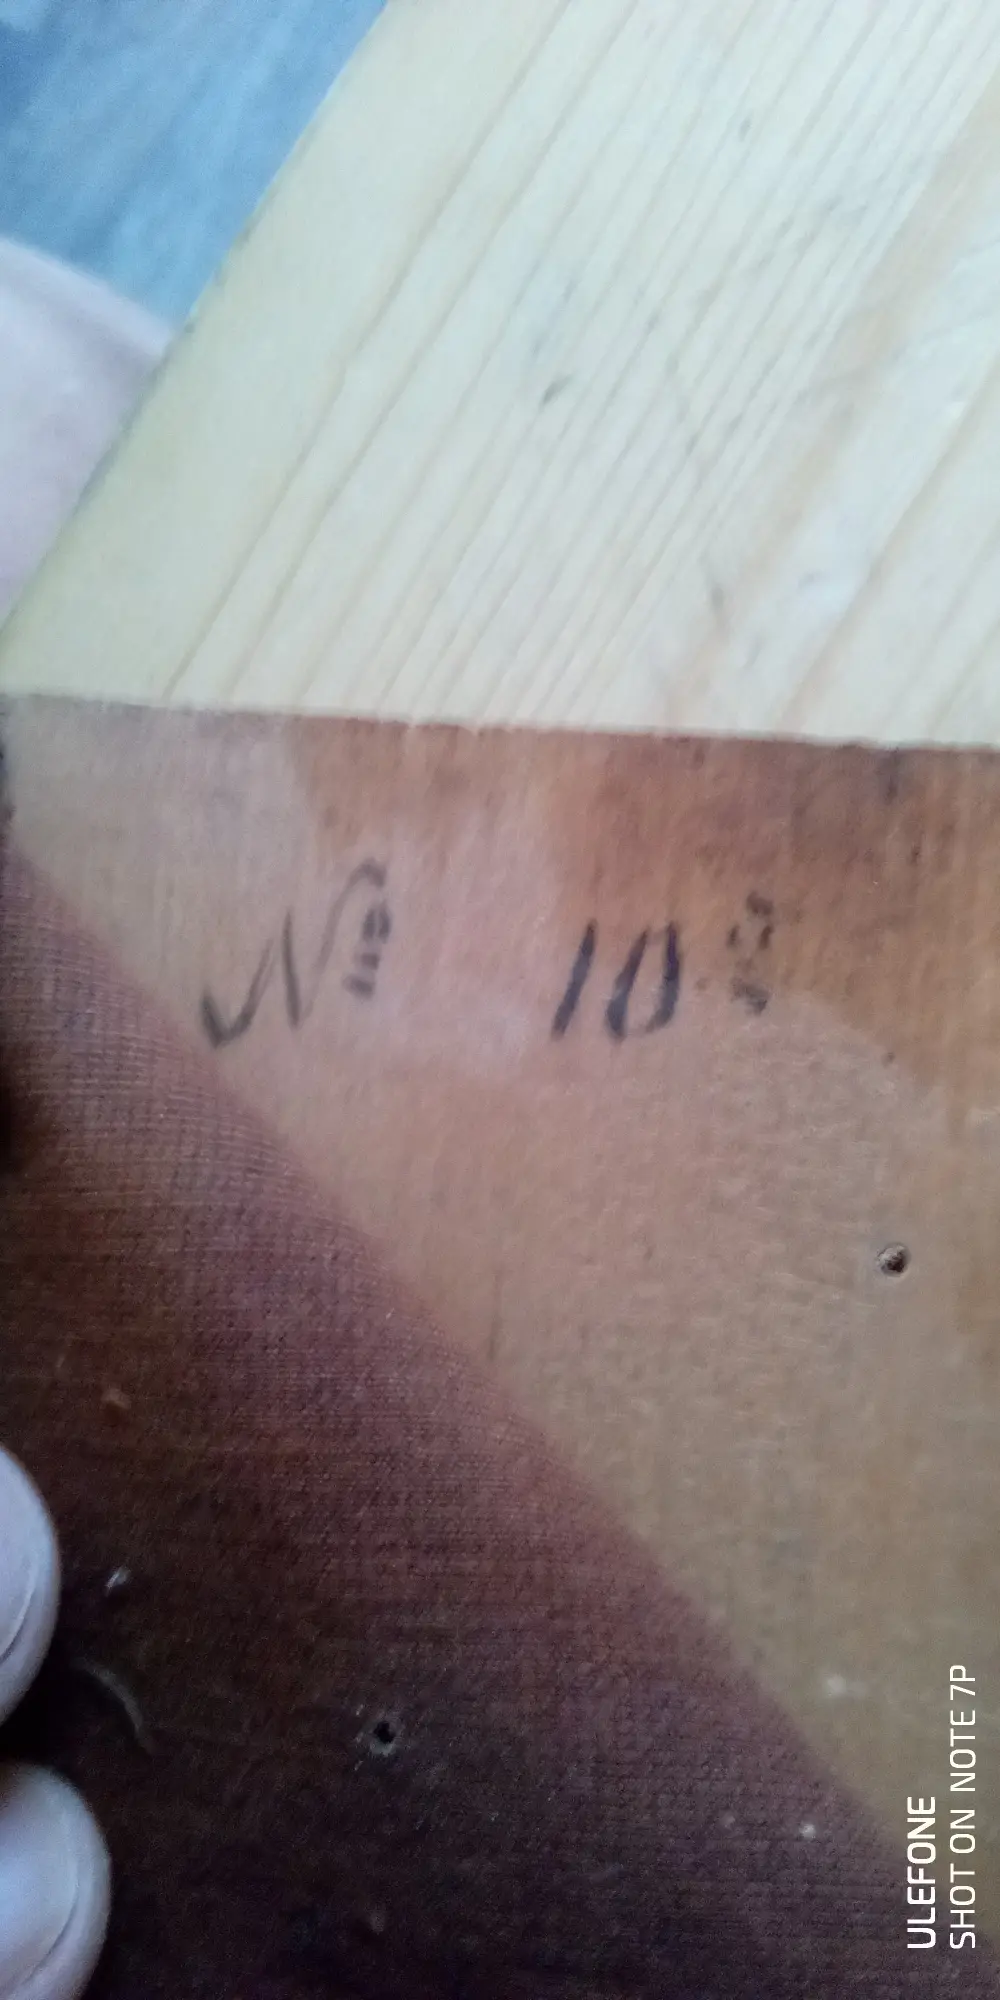 № 10
ULEFONE
SHOT ON NOTE 7P